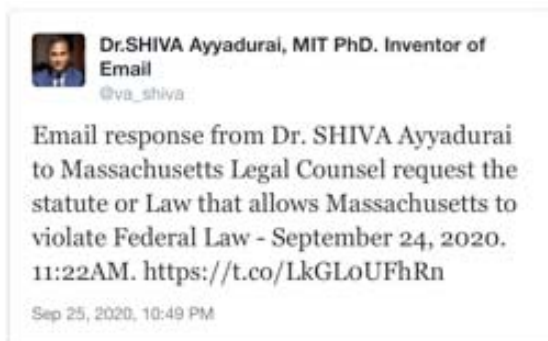 Dr.SHIVA Ayyadurai, MIT PhD. Inventor of
Email
@va_shiva
Email response from Dr. SHIVA Ayyadurai
to Massachusetts Legal Counsel request the
statute or Law that allows Massachusetts to
violate Federal Law - September 24, 2020.
11:22AM. https://t.co/LkGL0UFhRn
Sep 25, 2020, 10:49 PM